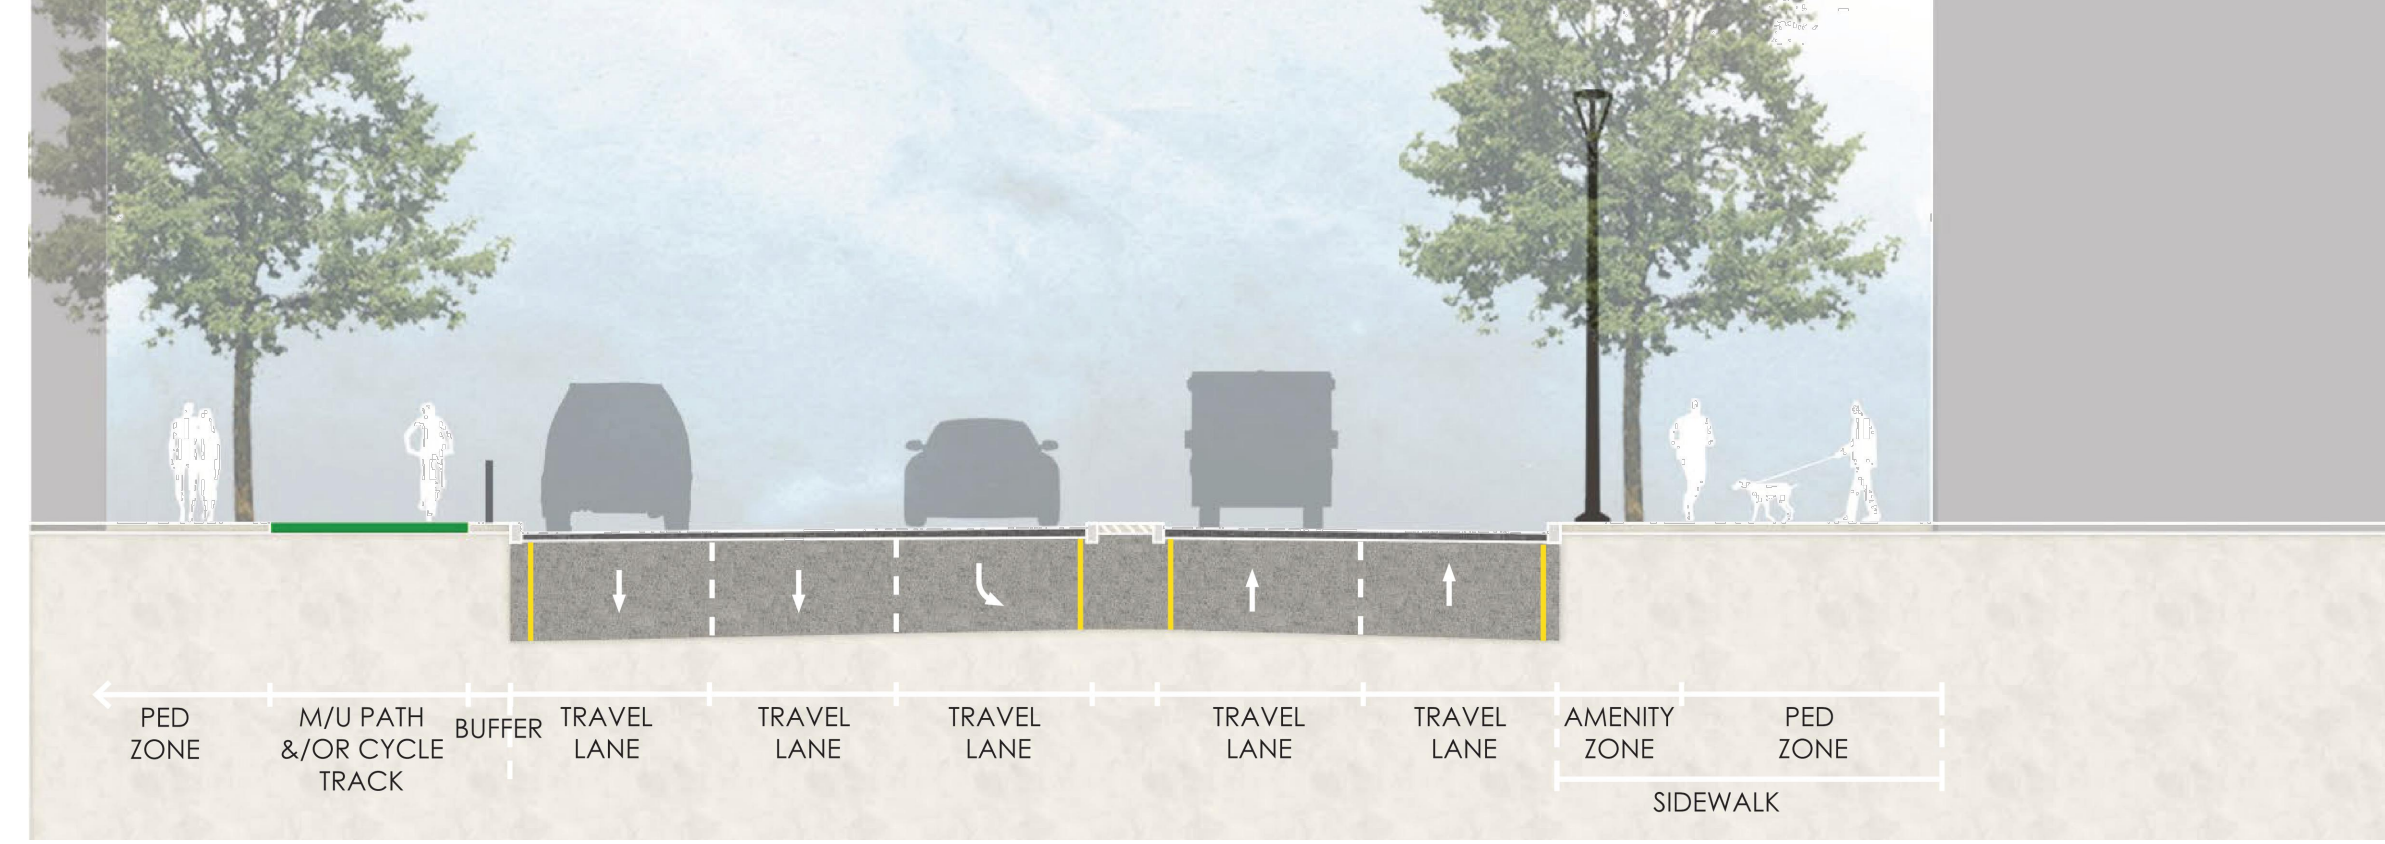 PED
ZONE
M/U PATH
&/OR CYCLE
TRACK
BUFFER
TRAVEL
LANE
TRAVEL
LANE
TRAVEL
LANE
TRAVEL
LANE
TRAVEL
LANE
AMENITY
ZONE
PED
ZONE
SIDEWALK